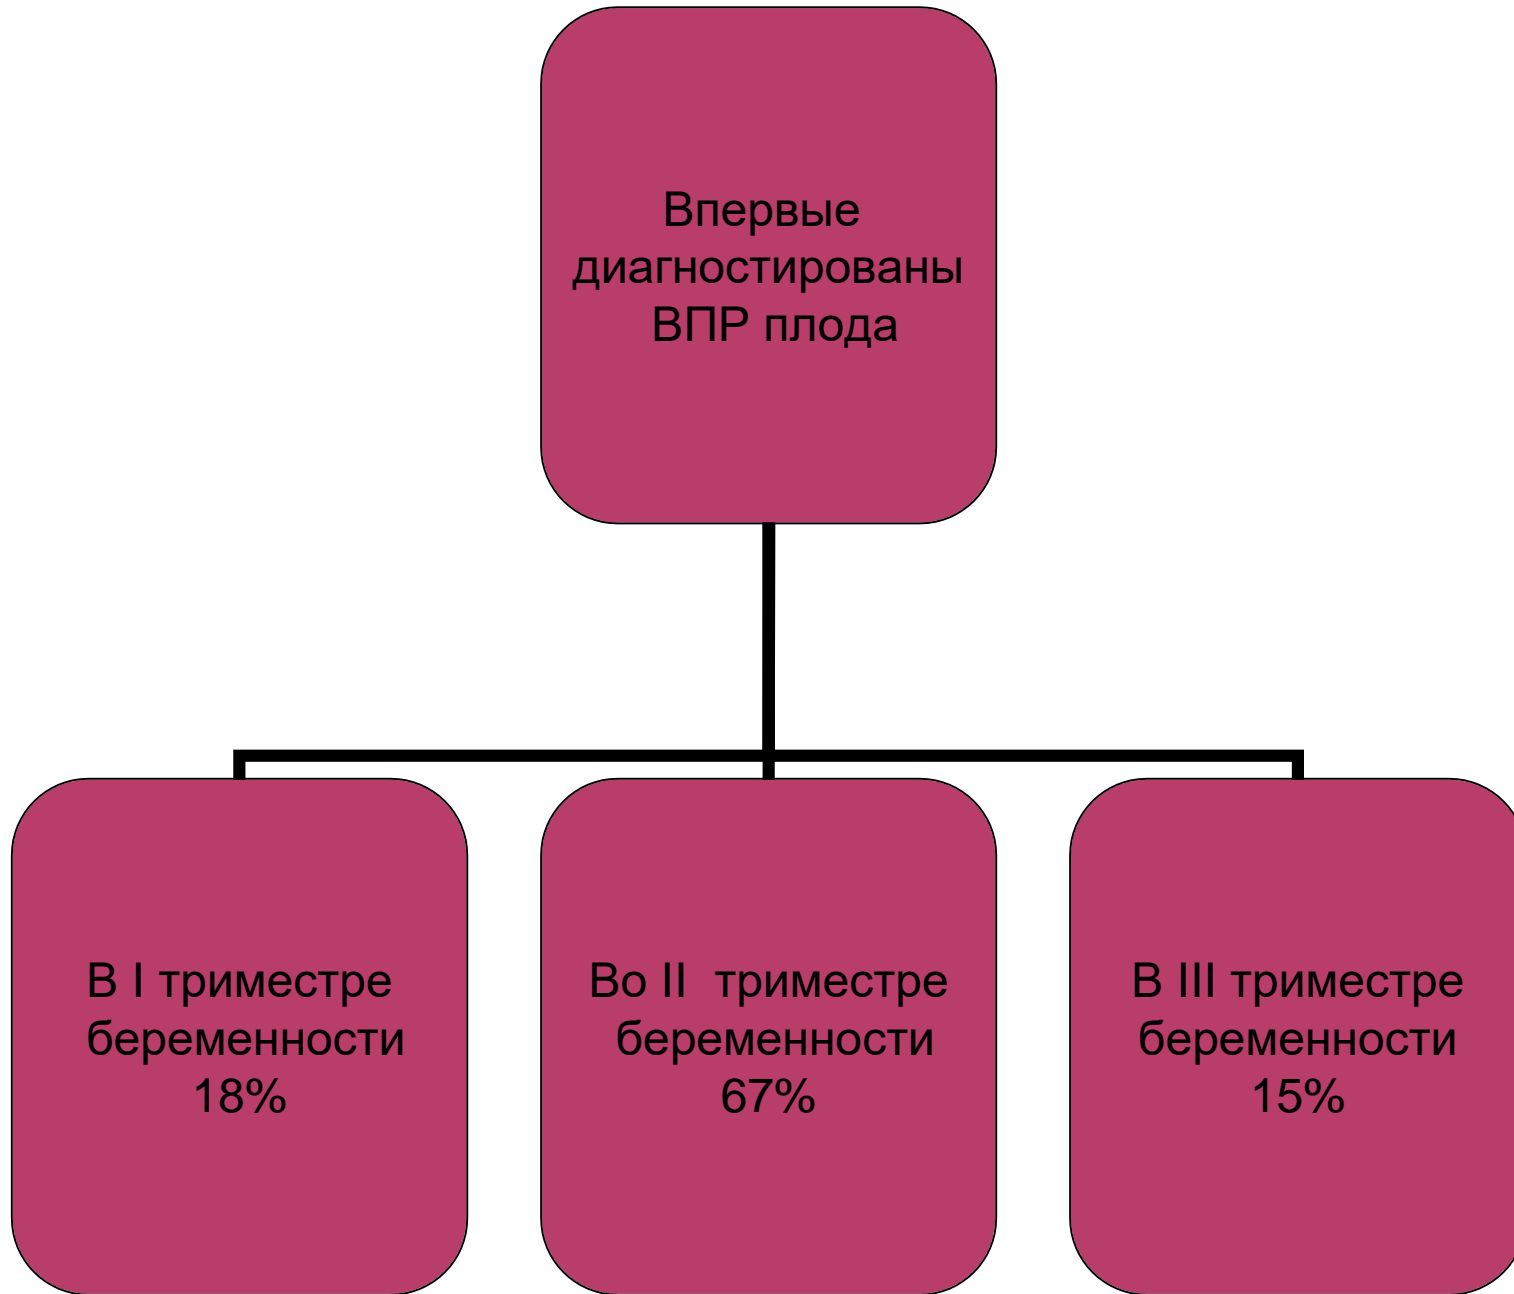 Впервые
диагностированы
ВПР плода
В I триместре
беременности
18%
Во II триместре
беременности
67%
В III триместре
беременности
15%